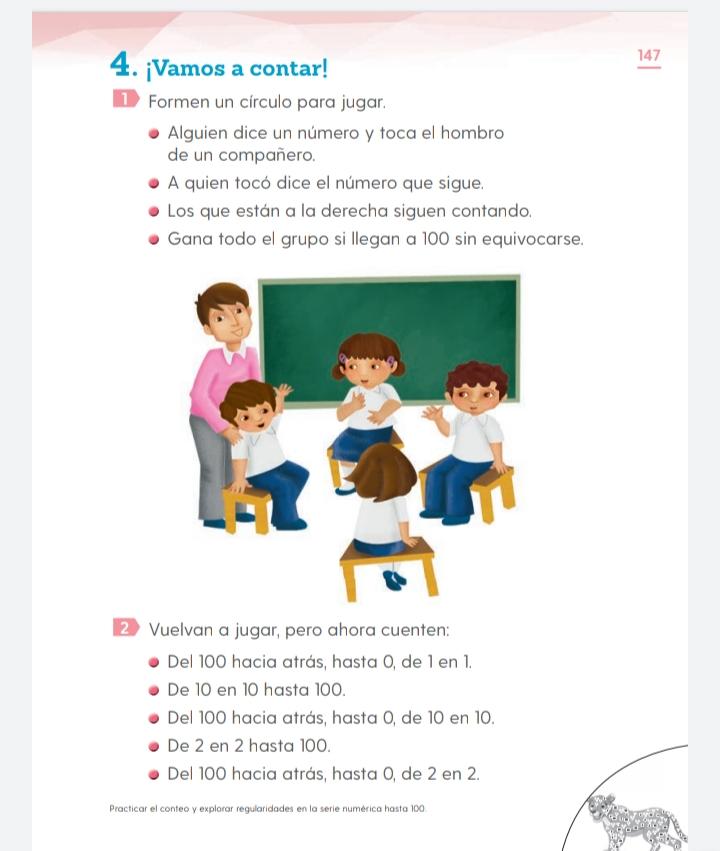 4. ¡Vamos a contar!
147
1 Formen un círculo para jugar.
Alguien dice un número y toca el hombro
de un compañero.
A quien tocó dice el número que sigue.
Los que están a la derecha siguen contando.
Gana todo el grupo si llegan a 100 sin equivocarse.
2 Vuelvan a jugar, pero ahora cuenten:
Del 100 hacia atrás, hasta 0, de 1 en 1.
De 10 en 10 hasta 100.
Del 100 hacia atrás, hasta 0, de 10 en 10.
De 2 en 2 hasta 100.
Del 100 hacia atrás, hasta 0, de 2 en 2.
Practicar el conteo y explorar regularidades en la serie numérica hasta 100.